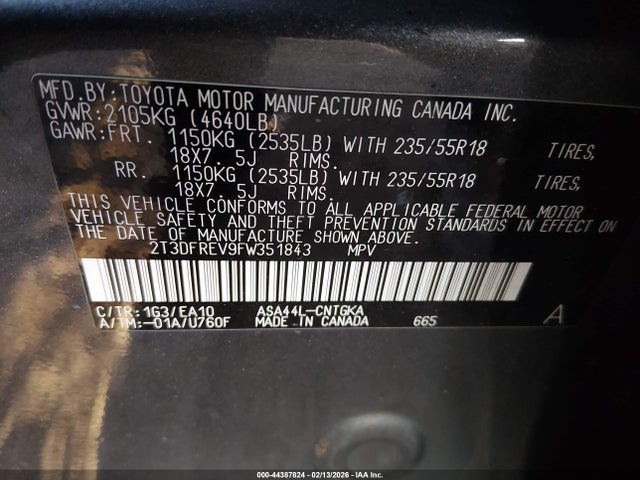 MFD.BY:TOYOTA MOTOR MANUFACTURING CANADA INC.
GVWR:2105KG (4640LB)
GAWR:FRT. 1150KG (2535LB) WITH 235/55R18 TIRES,
18X7. 5J RIMS.
RR. 1150KG (2535LB) WITH 235/55R18 TIRES,
18X7. 5J RIMS.
THIS VEHICLE CONFORMS TO ALL APPLICABLE FEDERAL MOTOR
VEHICLE SAFETY AND THEFT PREVENTION STANDARDS IN EFFECT ON
THE DATE OF MANUFACTURE SHOWN ABOVE.
2T3DFREV9FW351843 MPV
C/TR:1G3/EA10 ASA44L-CNTGKA
A/TM:-01A/U760F MADE IN CANADA 665 A
000-44387824 - 02/13/2026 - IAA Inc.